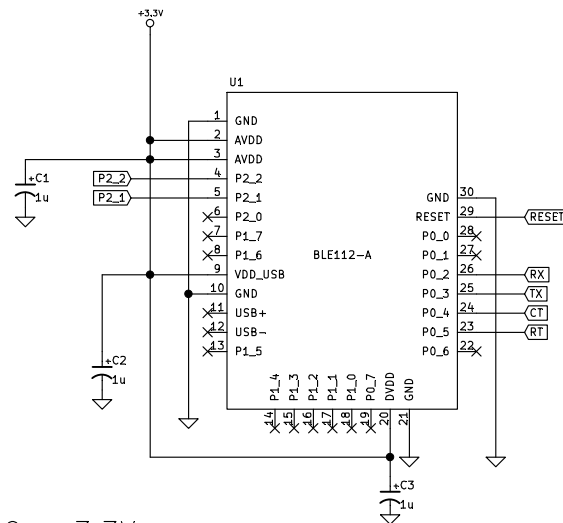 +3.3V
U1
1 GND
2 AVDD
3 AVDD
+C1
1u
P2_2 4 P2_2
P2_1 5 P2_1
6 P2_0
7 P1_7
8 P1_6
9 VDD_USB
10 GND
11 USB+
12 USB-
13 P1_5
+C2
1u
BLE112-A
GND 30
RESET 29 RESET
P0_0 28
P0_1 27
P0_2 26 RX
P0_3 25 TX
P0_4 24 CT
P0_5 23 RT
P0_6 22
P1_4 14
P1_3 15
P1_2 16
P1_1 17
P1_0 18
P0_7 19
DVDD 20
GND 21
+C3
1u